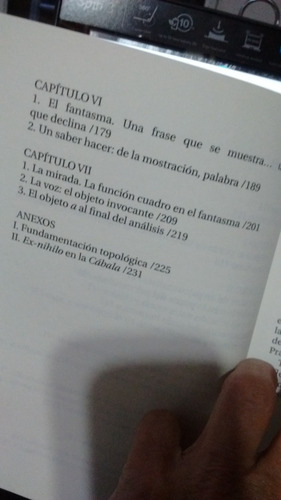 CAPÍTULO VI
1. El fantasma. Una frase que se muestra...
que declina /179
2. Un saber hacer: de la mostración, palabra /189
CAPÍTULO VII
1. La mirada. La función cuadro en el fantasma /201
2. La voz: el objeto invocante /209
3. El objeto a al final del análisis /219
ANEXOS
I. Fundamentación topológica /225
II. Ex-nihilo en la Cábala /231